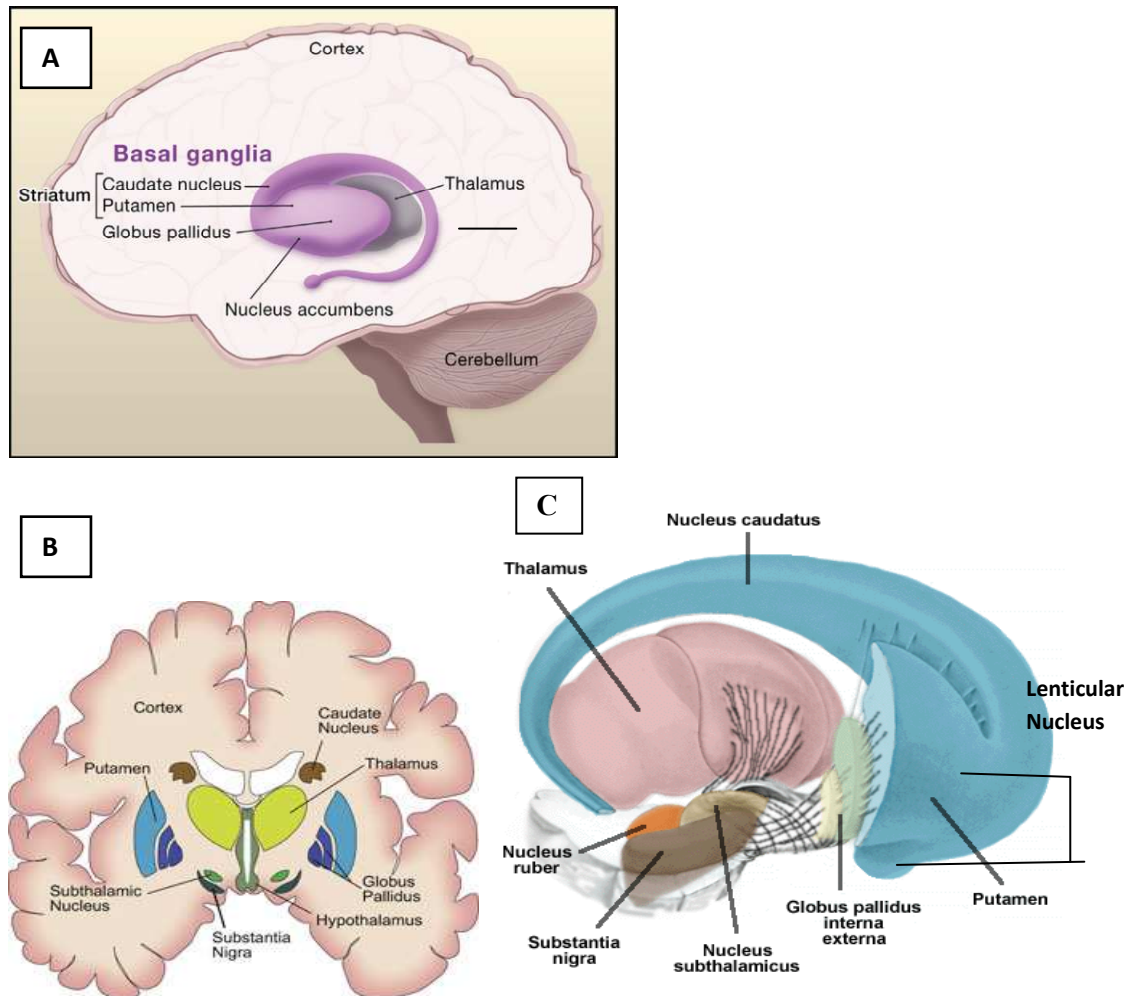 A
Cortex
Basal ganglia
Striatum
Caudate nucleus
Putamen
Globus pallidus
Thalamus
Nucleus accumbens
Cerebellum
B
Cortex
Caudate
Nucleus
Putamen
Thalamus
Subthalamic
Nucleus
Globus
Pallidus
Hypothalamus
Substantia
Nigra
C
Nucleus caudatus
Thalamus
Lenticular
Nucleus
Nucleus
ruber
Putamen
Globus pallidus
interna
externa
Substantia
nigra
Nucleus
subthalamicus